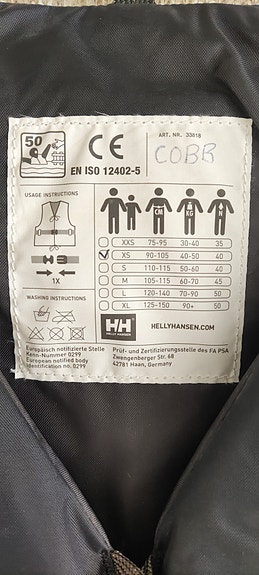 50
CE
EN ISO 12402-5
ART. NR. 33818
COBB
USAGE INSTRUCTIONS
1X
CM KG N
XXS 75-95 30-40 35
XS 90-105 40-50 40
S 110-115 50-60 40
M 105-115 60-70 45
L 120-140 70-90 50
XL 125-150 90+ 50
WASHING INSTRUCTIONS
HH
HELLYHANSEN.COM
Europäisch notifizierte Stelle
Kenn-Nummer 0299
European notified body
identification no. 0299
Prüf- und Zertifizierungsstelle des FA PSA
Zwengenberger Str. 68
42781 Haan, Germany